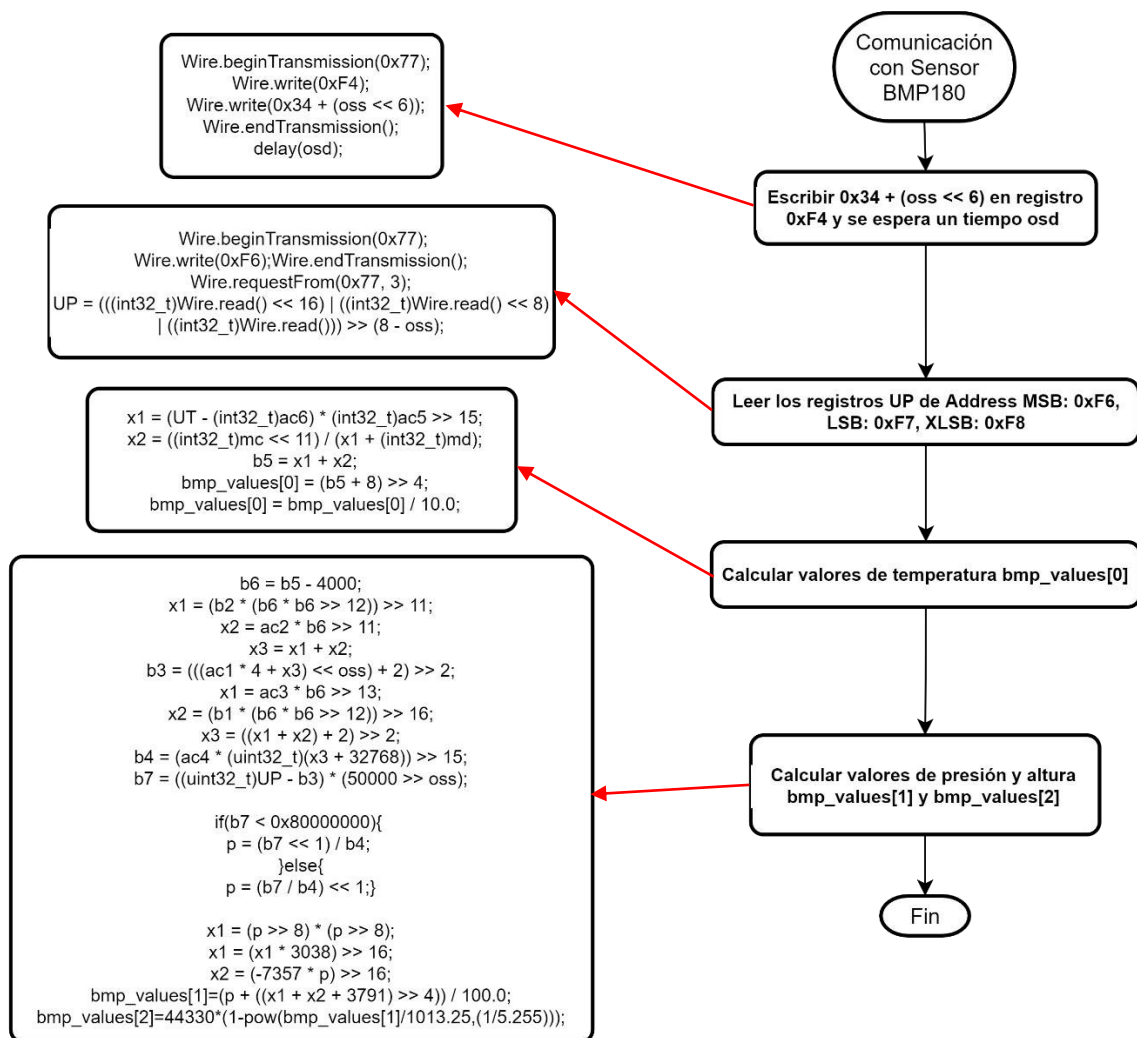 Comunicación
con Sensor
BMP180
Wire.beginTransmission(0x77);
Wire.write(0xF4);
Wire.write(0x34 + (oss << 6));
Wire.endTransmission();
delay(osd);
Escribir 0x34 + (oss << 6) en registro
0xF4 y se espera un tiempo osd
Wire.beginTransmission(0x77);
Wire.write(0xF6);Wire.endTransmission();
Wire.requestFrom(0x77, 3);
UP = (((int32_t)Wire.read() << 16) | ((int32_t)Wire.read() << 8)
| ((int32_t)Wire.read())) >> (8 - oss);
Leer los registros UP de Address MSB: 0xF6,
LSB: 0xF7, XLSB: 0xF8
x1 = (UT - (int32_t)ac6) * (int32_t)ac5 >> 15;
x2 = ((int32_t)mc << 11) / (x1 + (int32_t)md);
b5 = x1 + x2;
bmp_values[0] = (b5 + 8) >> 4;
bmp_values[0] = bmp_values[0] / 10.0;
Calcular valores de temperatura bmp_values[0]
b6 = b5 - 4000;
x1 = (b2 * (b6 * b6 >> 12)) >> 11;
x2 = ac2 * b6 >> 11;
x3 = x1 + x2;
b3 = (((ac1 * 4 + x3) << oss) + 2) >> 2;
x1 = ac3 * b6 >> 13;
x2 = (b1 * (b6 * b6 >> 12)) >> 16;
x3 = ((x1 + x2) + 2) >> 2;
b4 = (ac4 * (uint32_t)(x3 + 32768)) >> 15;
b7 = ((uint32_t)UP - b3) * (50000 >> oss);
if(b7 < 0x80000000){
p = (b7 << 1) / b4;
}else{
p = (b7 / b4) << 1;}
x1 = (p >> 8) * (p >> 8);
x1 = (x1 * 3038) >> 16;
x2 = (-7357 * p) >> 16;
bmp_values[1]=(p + ((x1 + x2 + 3791) >> 4)) / 100.0;
bmp_values[2]=44330*(1-pow(bmp_values[1]/1013.25,(1/5.255)));
Calcular valores de presión y altura
bmp_values[1] y bmp_values[2]
Fin